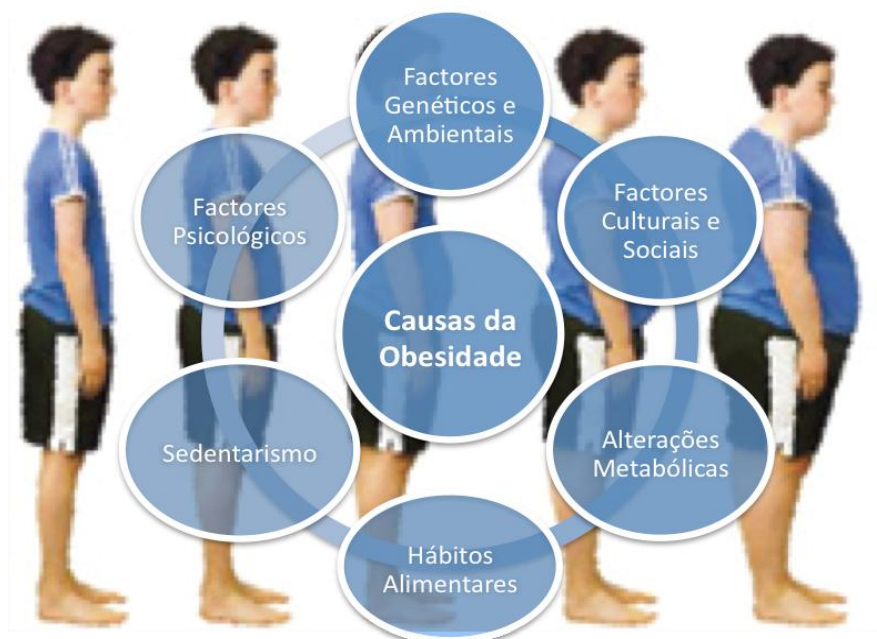 Causas da
Obesidade
Factores
Genéticos e
Ambientais
Factores
Culturais e
Sociais
Alterações
Metabólicas
Hábitos
Alimentares
Sedentarismo
Factores
Psicológicos